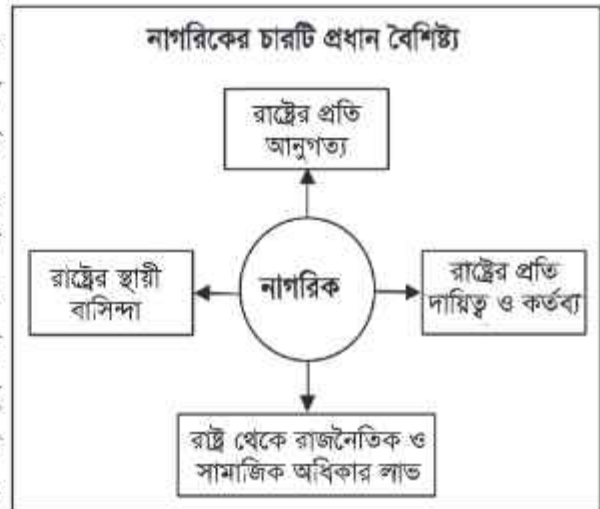 নাগরিকের চারটি প্রধান বৈশিষ্ট্য
রাষ্ট্রের প্রতি
আনুগত্য
রাষ্ট্রের স্থায়ী
বাসিন্দা
নাগরিক
রাষ্ট্রের প্রতি
দায়িত্ব ও কর্তব্য
রাষ্ট্র থেকে রাজনৈতিক ও
সামাজিক অধিকার লাভ